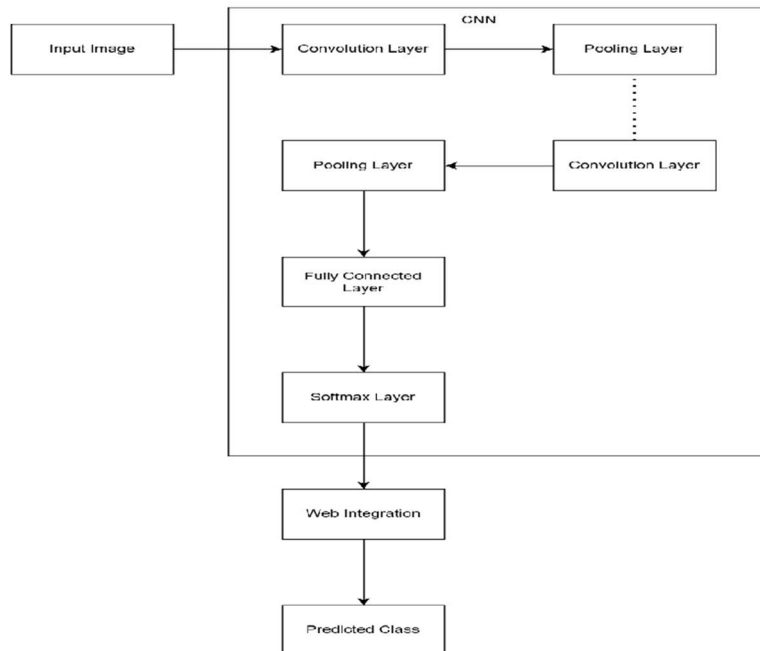 CNN
Input Image
Convolution Layer
Pooling Layer
Pooling Layer
Convolution Layer
Fully Connected
Layer
Softmax Layer
Web Integration
Predicted Class